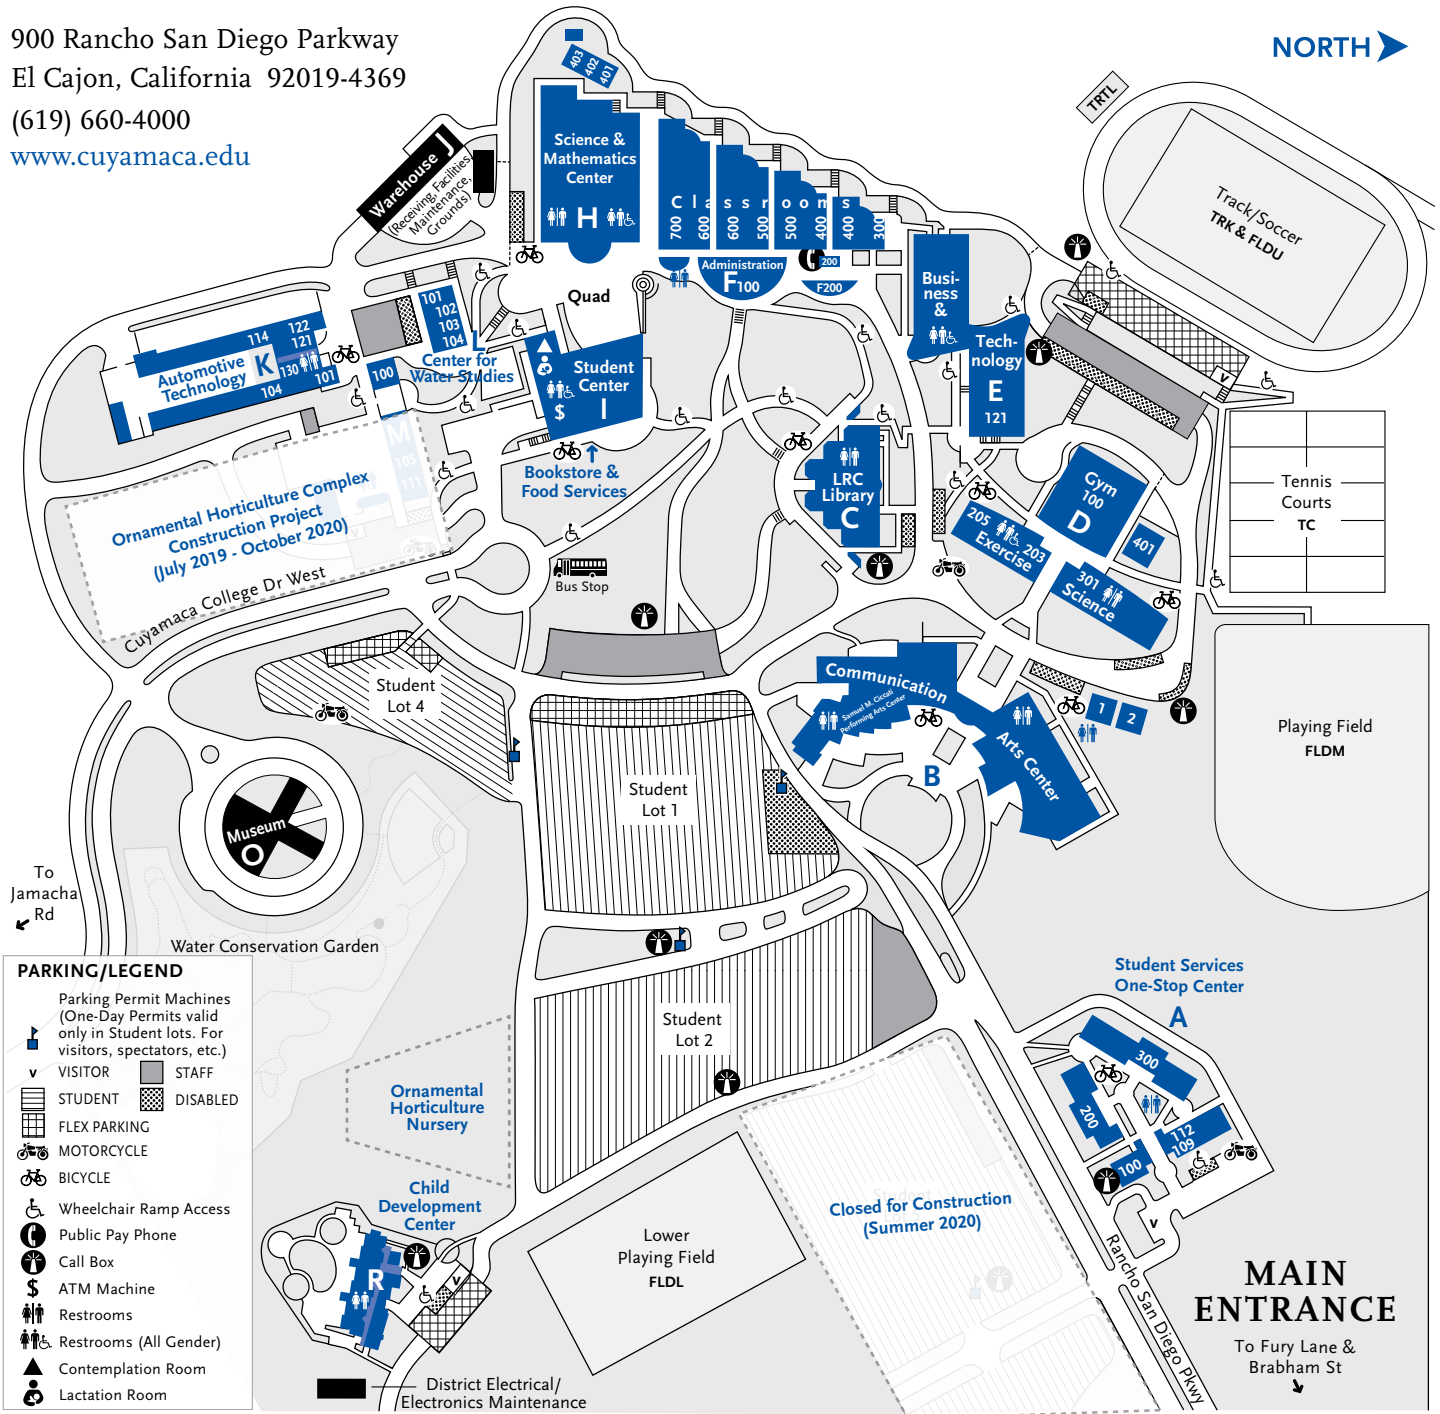 900 Rancho San Diego Parkway
El Cajon, California 92019-4369
(619) 660-4000
www.cuyamaca.edu
NORTH
403
402
401
TRTL
Warehouse J
(Receiving, Facilities,
Maintenance,
Grounds)
Science &
Mathematics
Center
H
Classrooms
700
600
600
500
500
400
400
300
Administration
F100
200
F200
Quad
Track/Soccer
TRK & FLDU
Busi-
ness
&
Tech-
nology
E
121
101
102
103
104
L
Center for
Water Studies
114
122
121
Automotive
Technology
K
130
104
101
100
Student
Center
$
I
Bookstore &
Food Services
M
105
111
Ornamental Horticulture Complex
Construction Project
(July 2019 - October 2020)
V
Cuyamaca College Dr West
Bus Stop
LRC
Library
C
Gym
100
D
401
205
203
Exercise
301
Science
V
Tennis
Courts
TC
Playing Field
FLDM
Communication
Samuel M. Ciccati
Performing Arts Center
Arts Center
B
1
2
Student
Lot 4
Student
Lot 1
Museum
O
To
Jamacha
Rd
Water Conservation Garden
Student
Lot 2
Student Services
One-Stop Center
A
300
200
112
109
100
V
Ornamental
Horticulture
Nursery
Child
Development
Center
R
V
Lower
Playing Field
FLDL
Closed for Construction
(Summer 2020)
Rancho San Diego Pkwy
MAIN
ENTRANCE
To Fury Lane &
Brabham St
District Electrical/
Electronics Maintenance
PARKING/LEGEND
Parking Permit Machines
(One-Day Permits valid
only in Student lots. For
visitors, spectators, etc.)
V VISITOR
STAFF
STUDENT
DISABLED
FLEX PARKING
MOTORCYCLE
BICYCLE
Wheelchair Ramp Access
Public Pay Phone
Call Box
$ ATM Machine
Restrooms
Restrooms (All Gender)
Contemplation Room
Lactation Room